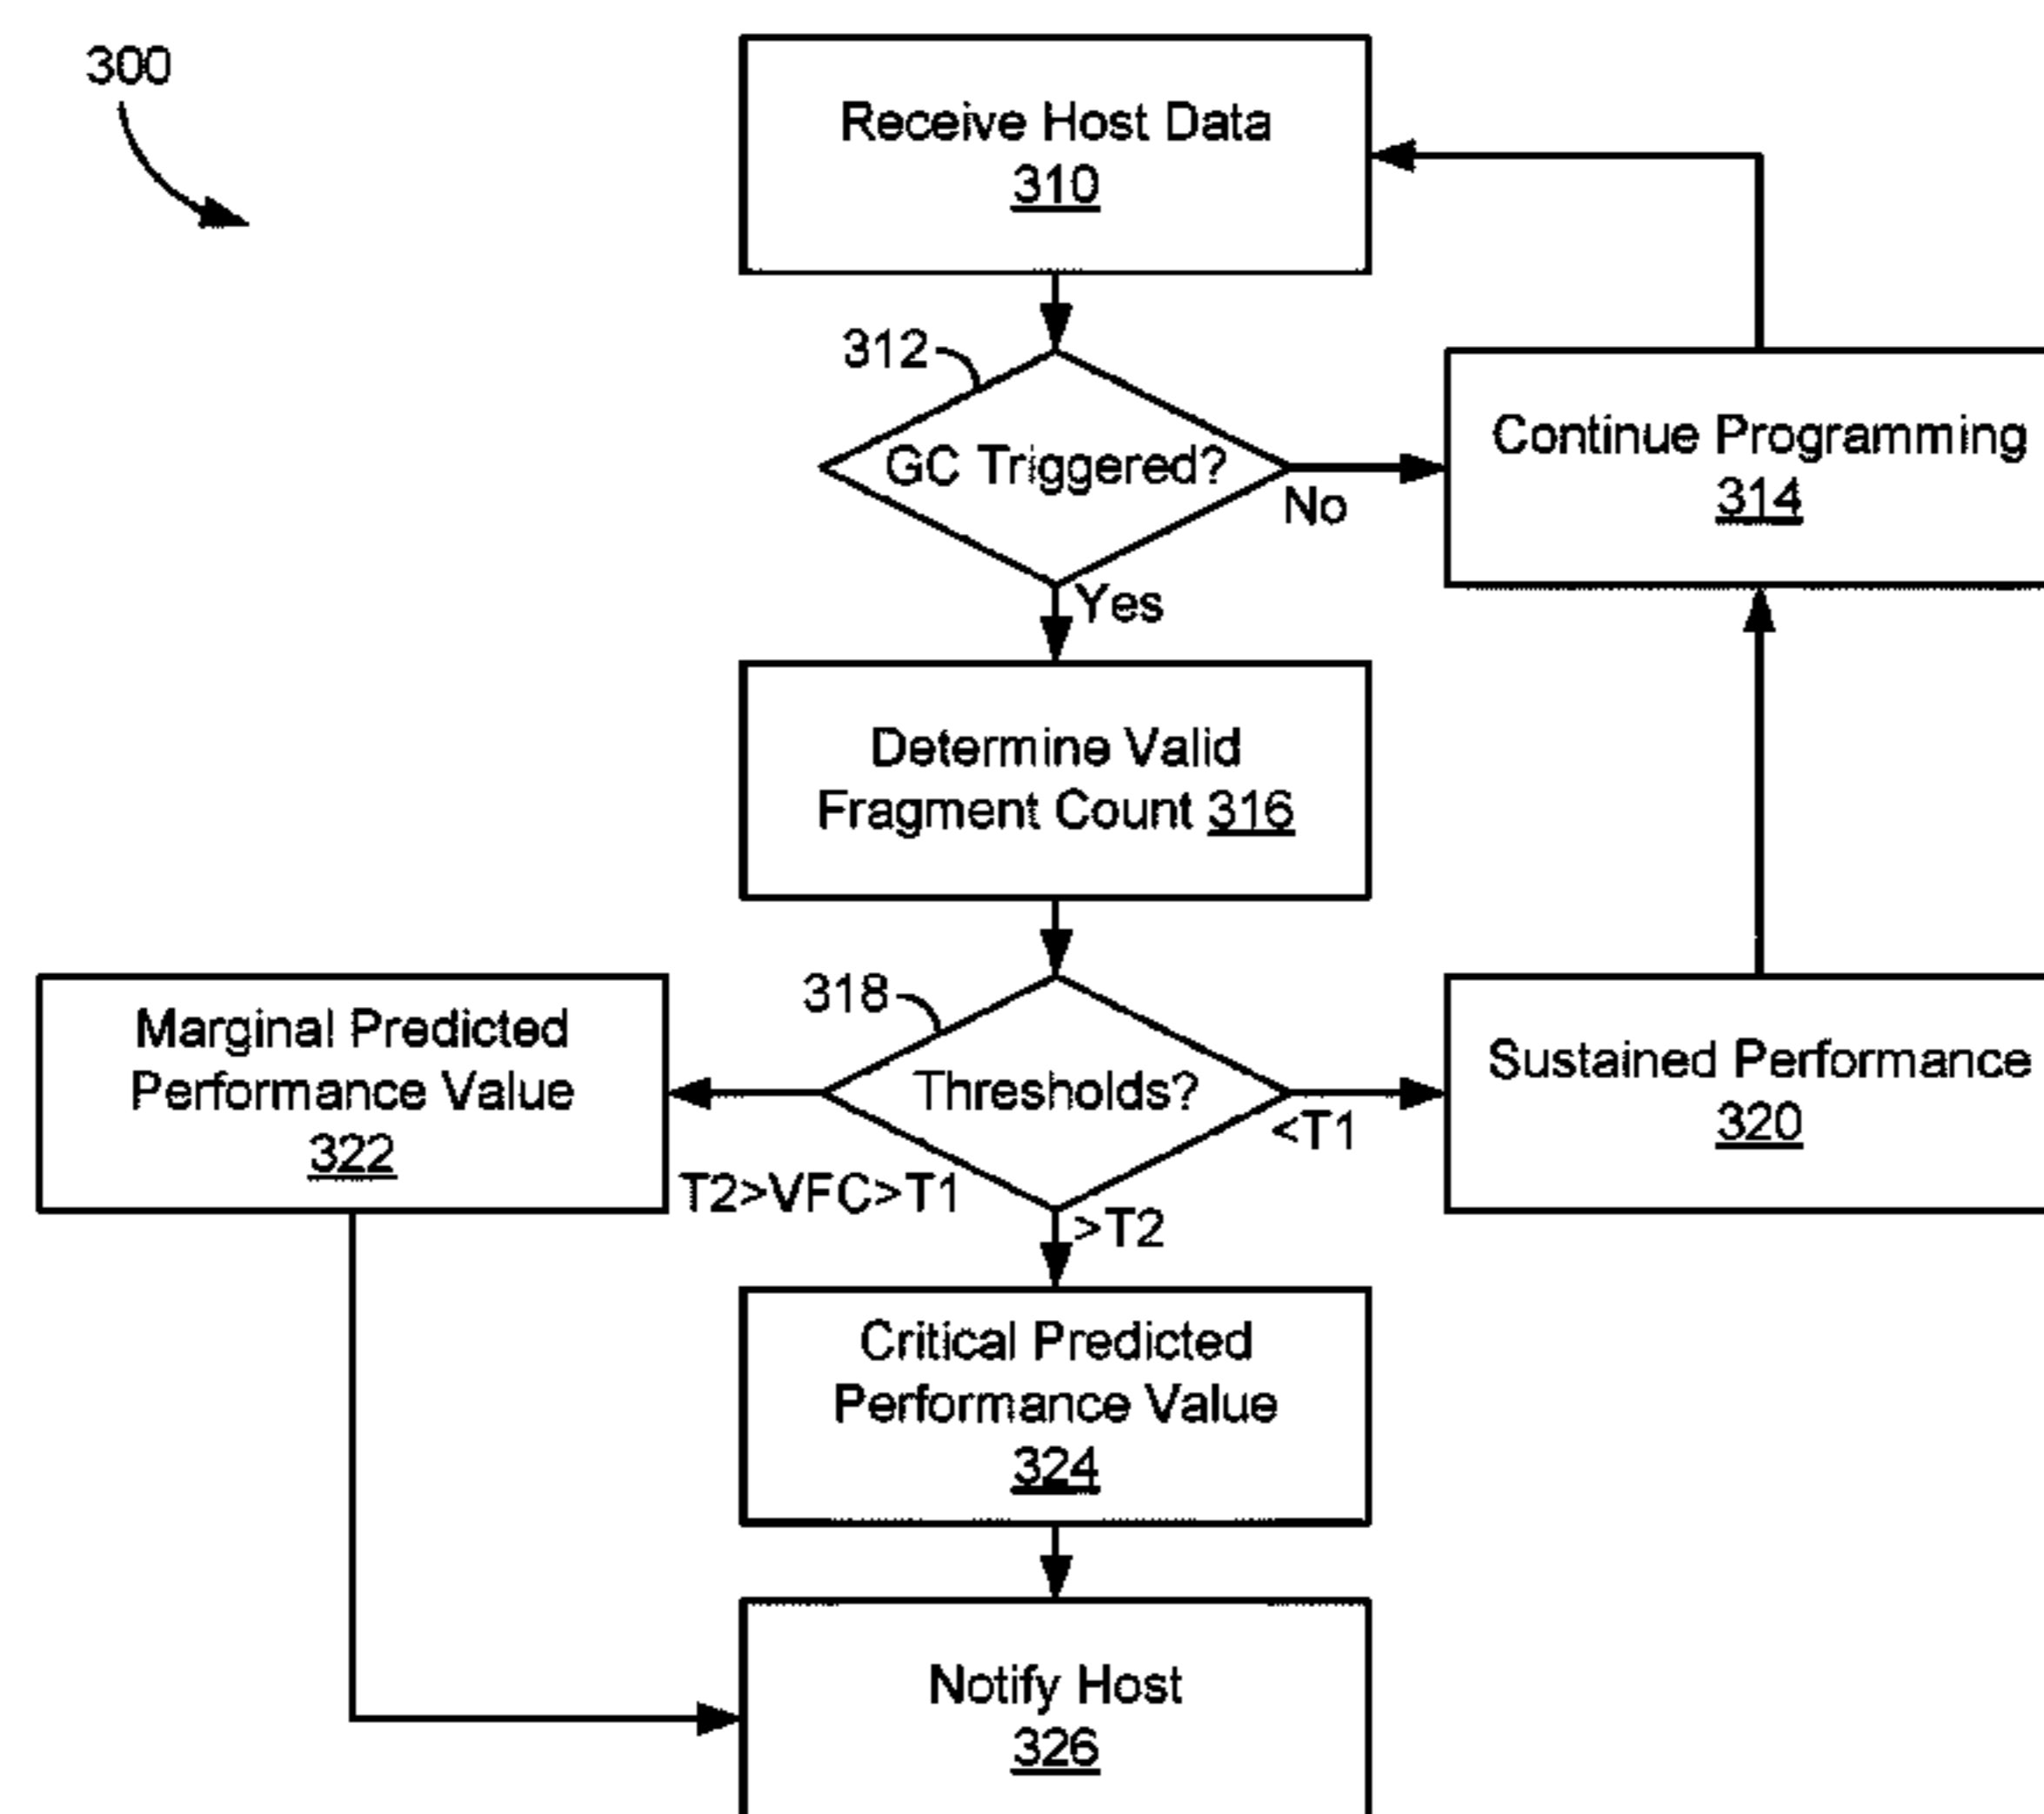 300
Receive Host Data
310
312
GC Triggered?
No
Continue Programming
314
Yes
Determine Valid
Fragment Count 316
318
Thresholds?
Marginal Predicted
Performance Value
322
T2>VFC>T1
<T1
Sustained Performance
320
>T2
Critical Predicted
Performance Value
324
Notify Host
326